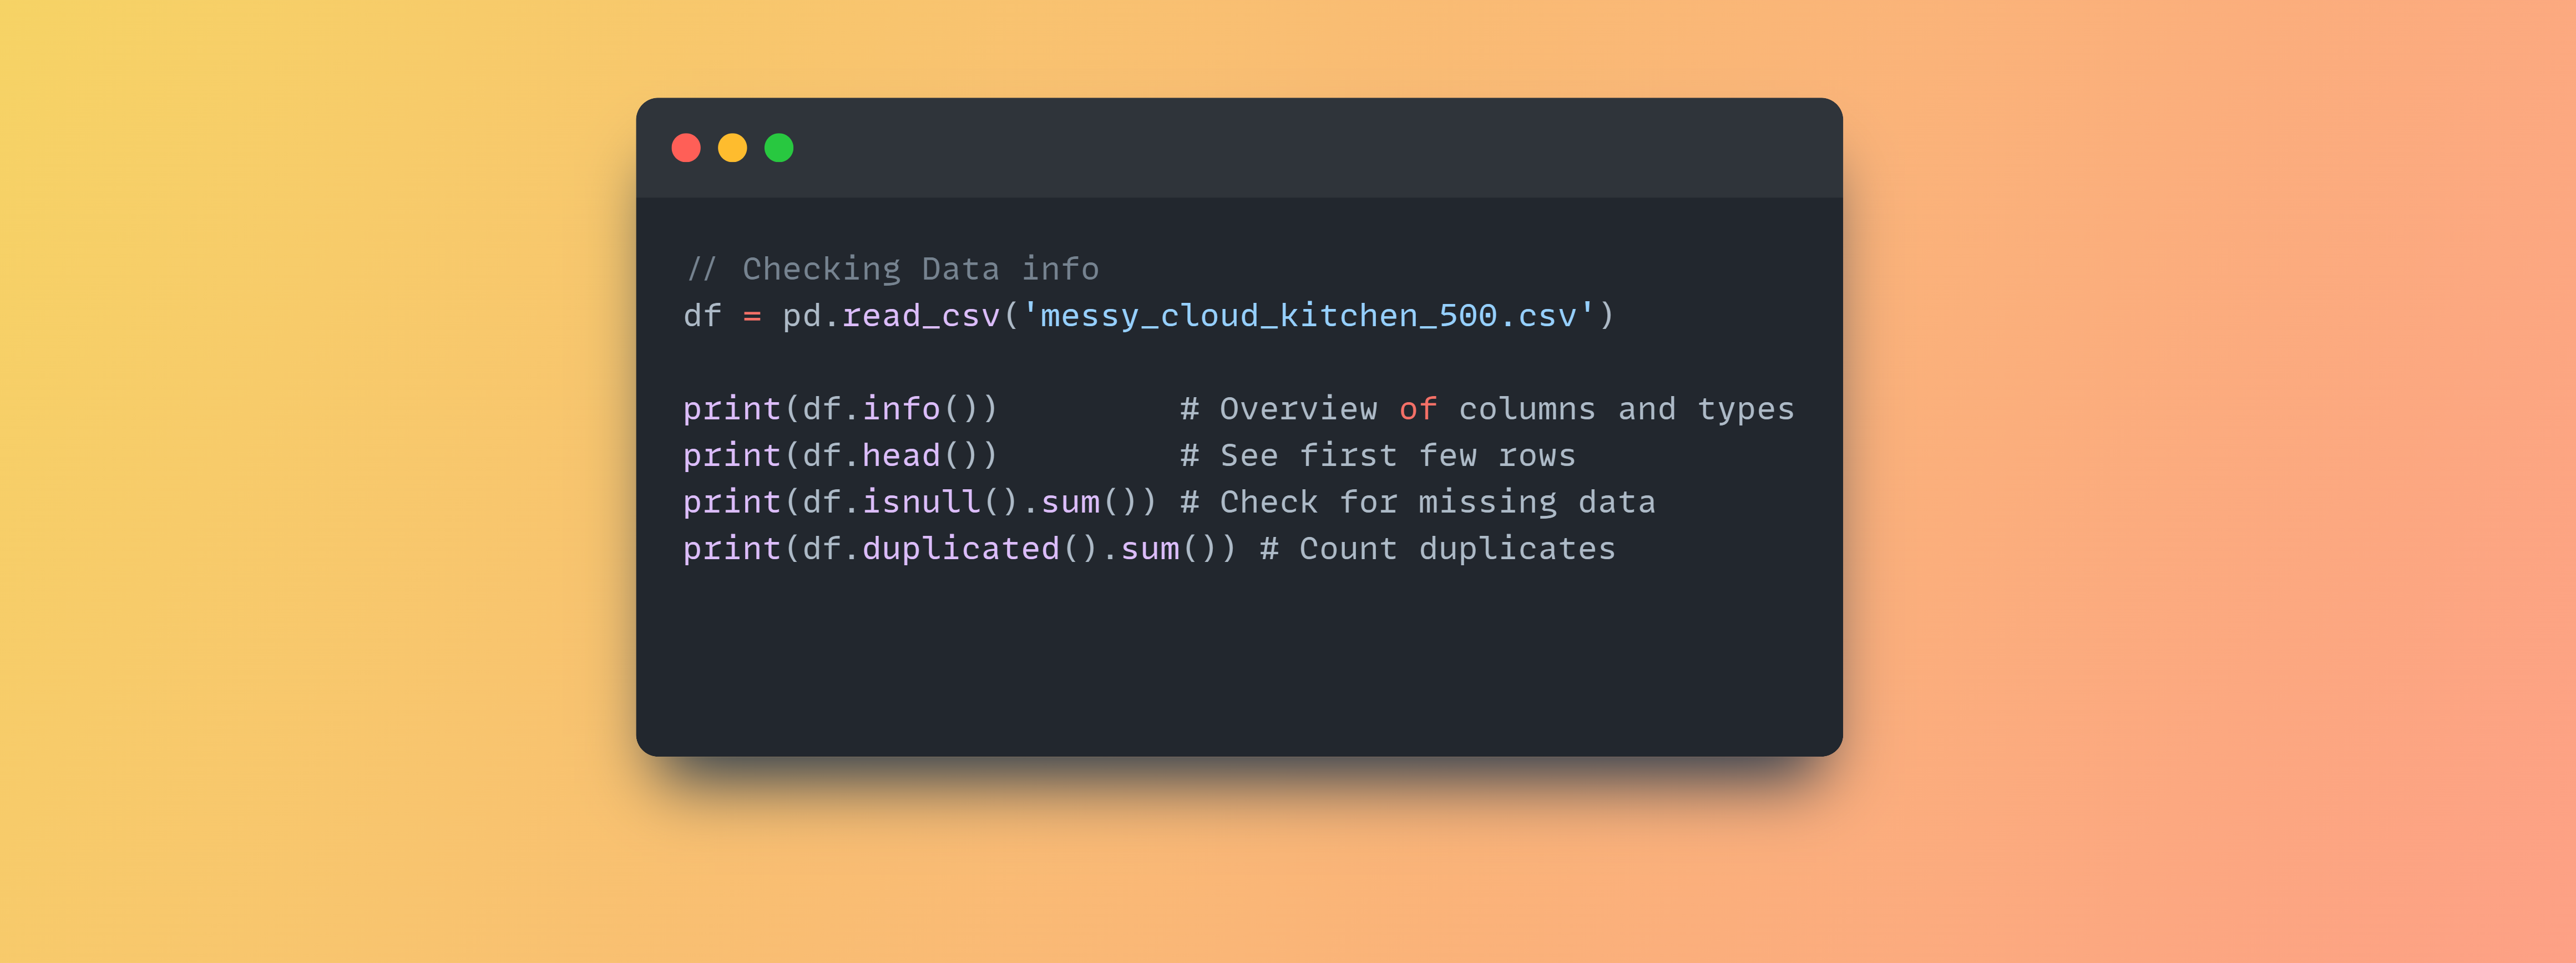 // Checking Data info
df = pd.read_csv('messy_cloud_kitchen_500.csv')
print(df.info())         # Overview of columns and types
print(df.head())         # See first few rows
print(df.isnull().sum()) # Check for missing data
print(df.duplicated().sum()) # Count duplicates